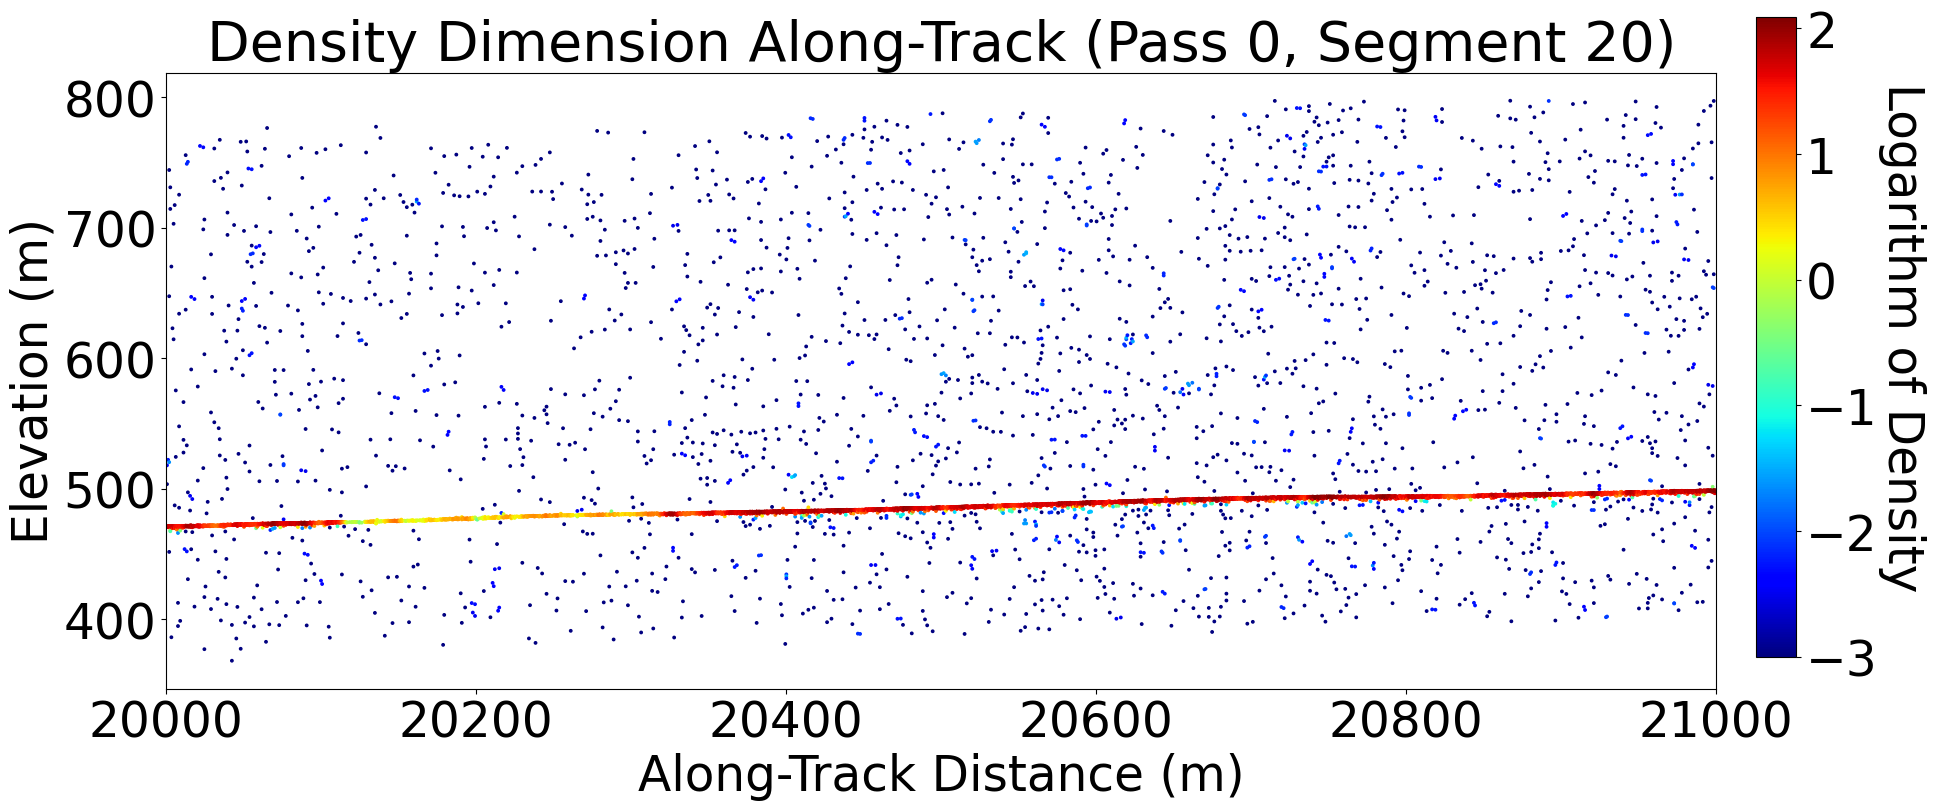 Density Dimension Along-Track (Pass 0, Segment 20)
Elevation (m)
800
700
600
500
400
20000 20200 20400 20600 20800 21000
Along-Track Distance (m)
2
1
0
−1
−2
−3
Logarithm of Density